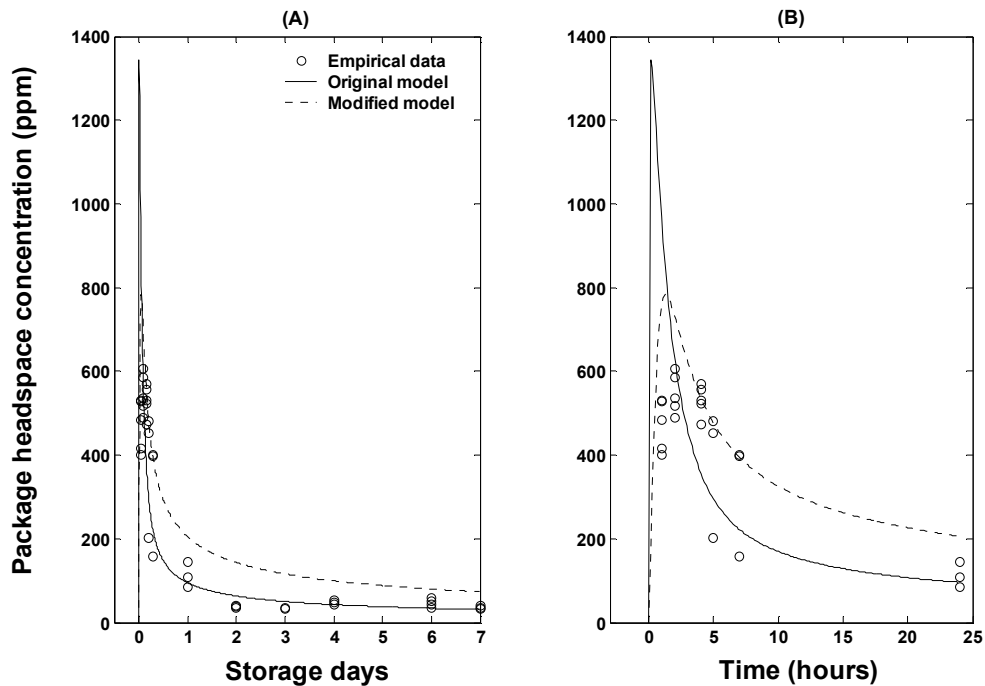 (A)
(B)
Package headspace concentration (ppm)
1400
1200
1000
800
600
400
200
0
Empirical data
Original model
Modified model
0 1 2 3 4 5 6 7
Storage days
1400
1200
1000
800
600
400
200
0
0 5 10 15 20 25
Time (hours)